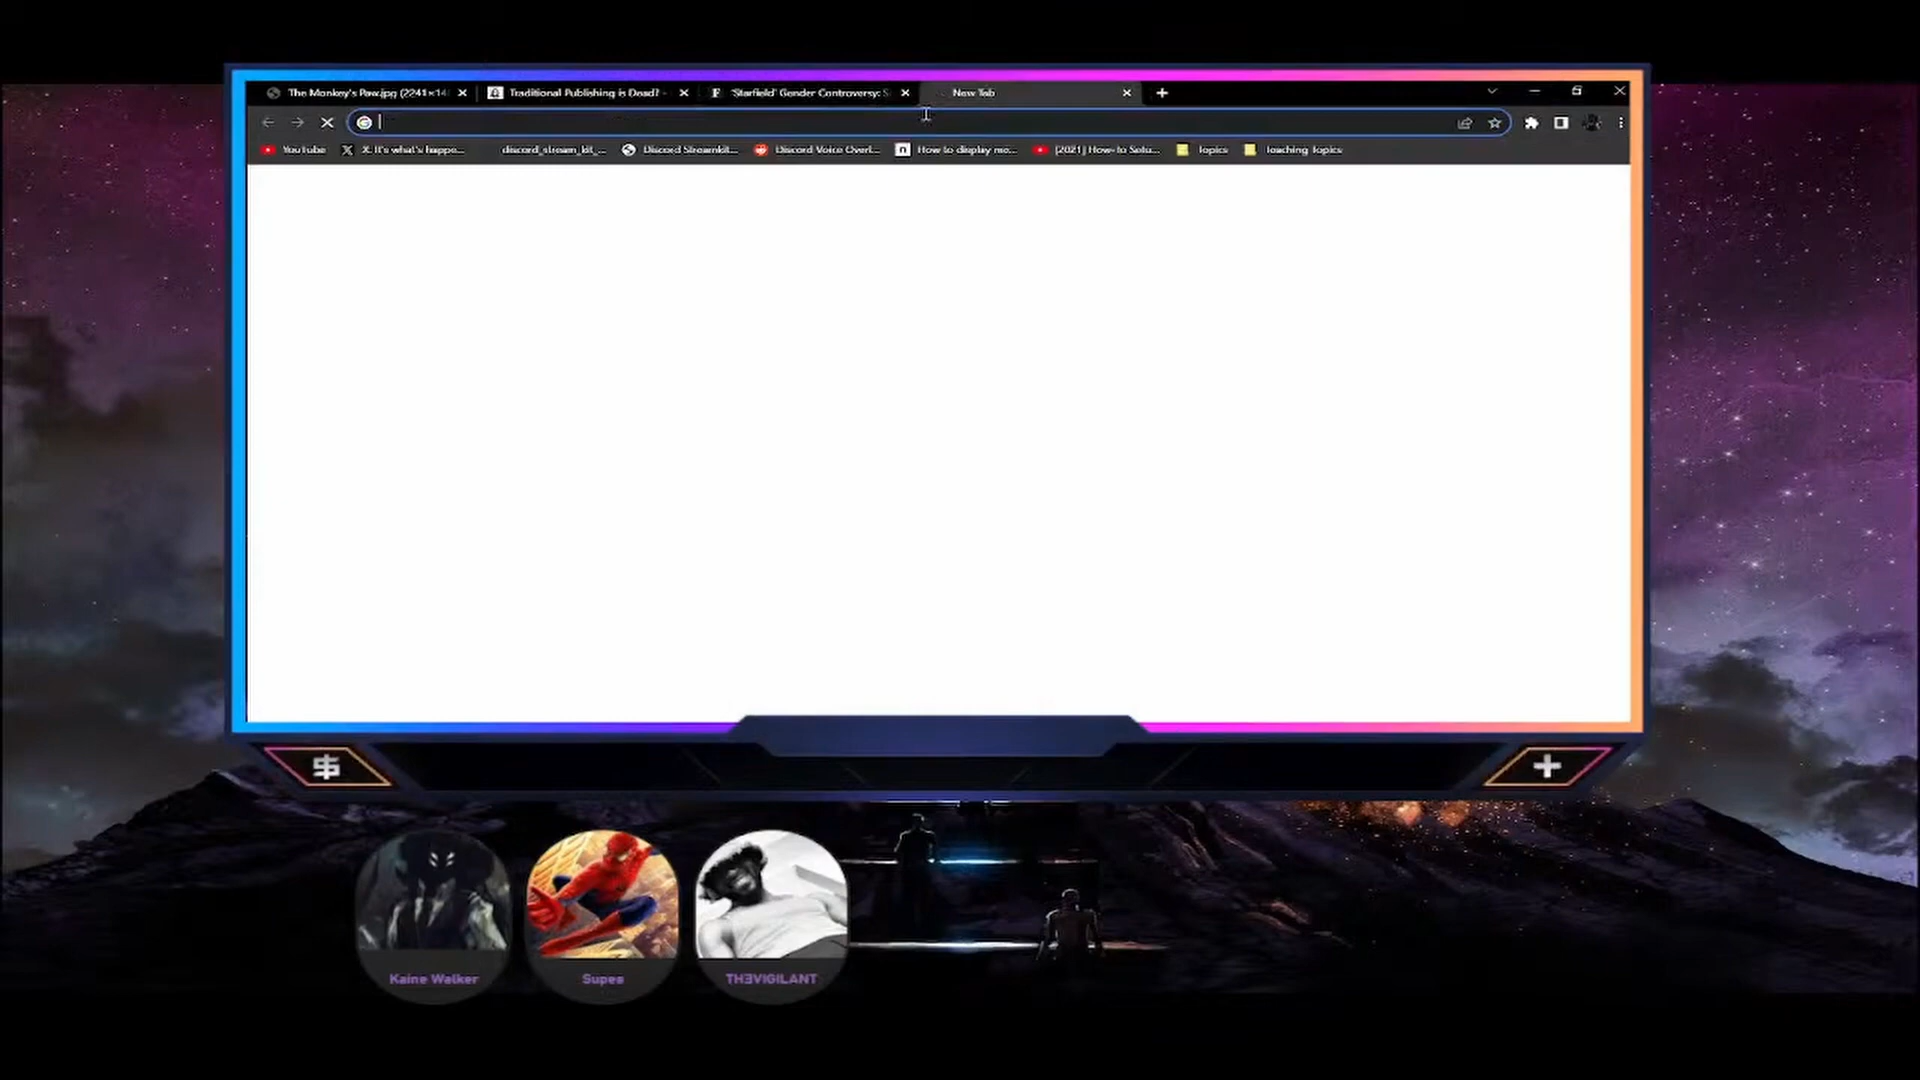 The Monkey's Paw.jpg (2241×14
Traditional Publishing is Dead? -
'Starfield' Gender Controversy: S
New Tab
YouTube
X. It's what's happe...
discord_stream_kit_...
Discord Streamkit...
Discord Voice Overl...
How to display mo...
[2021] How-To Setu...
Topics
Teaching Topics
$
Kaine Walker
Supes
TH3VIGILANT